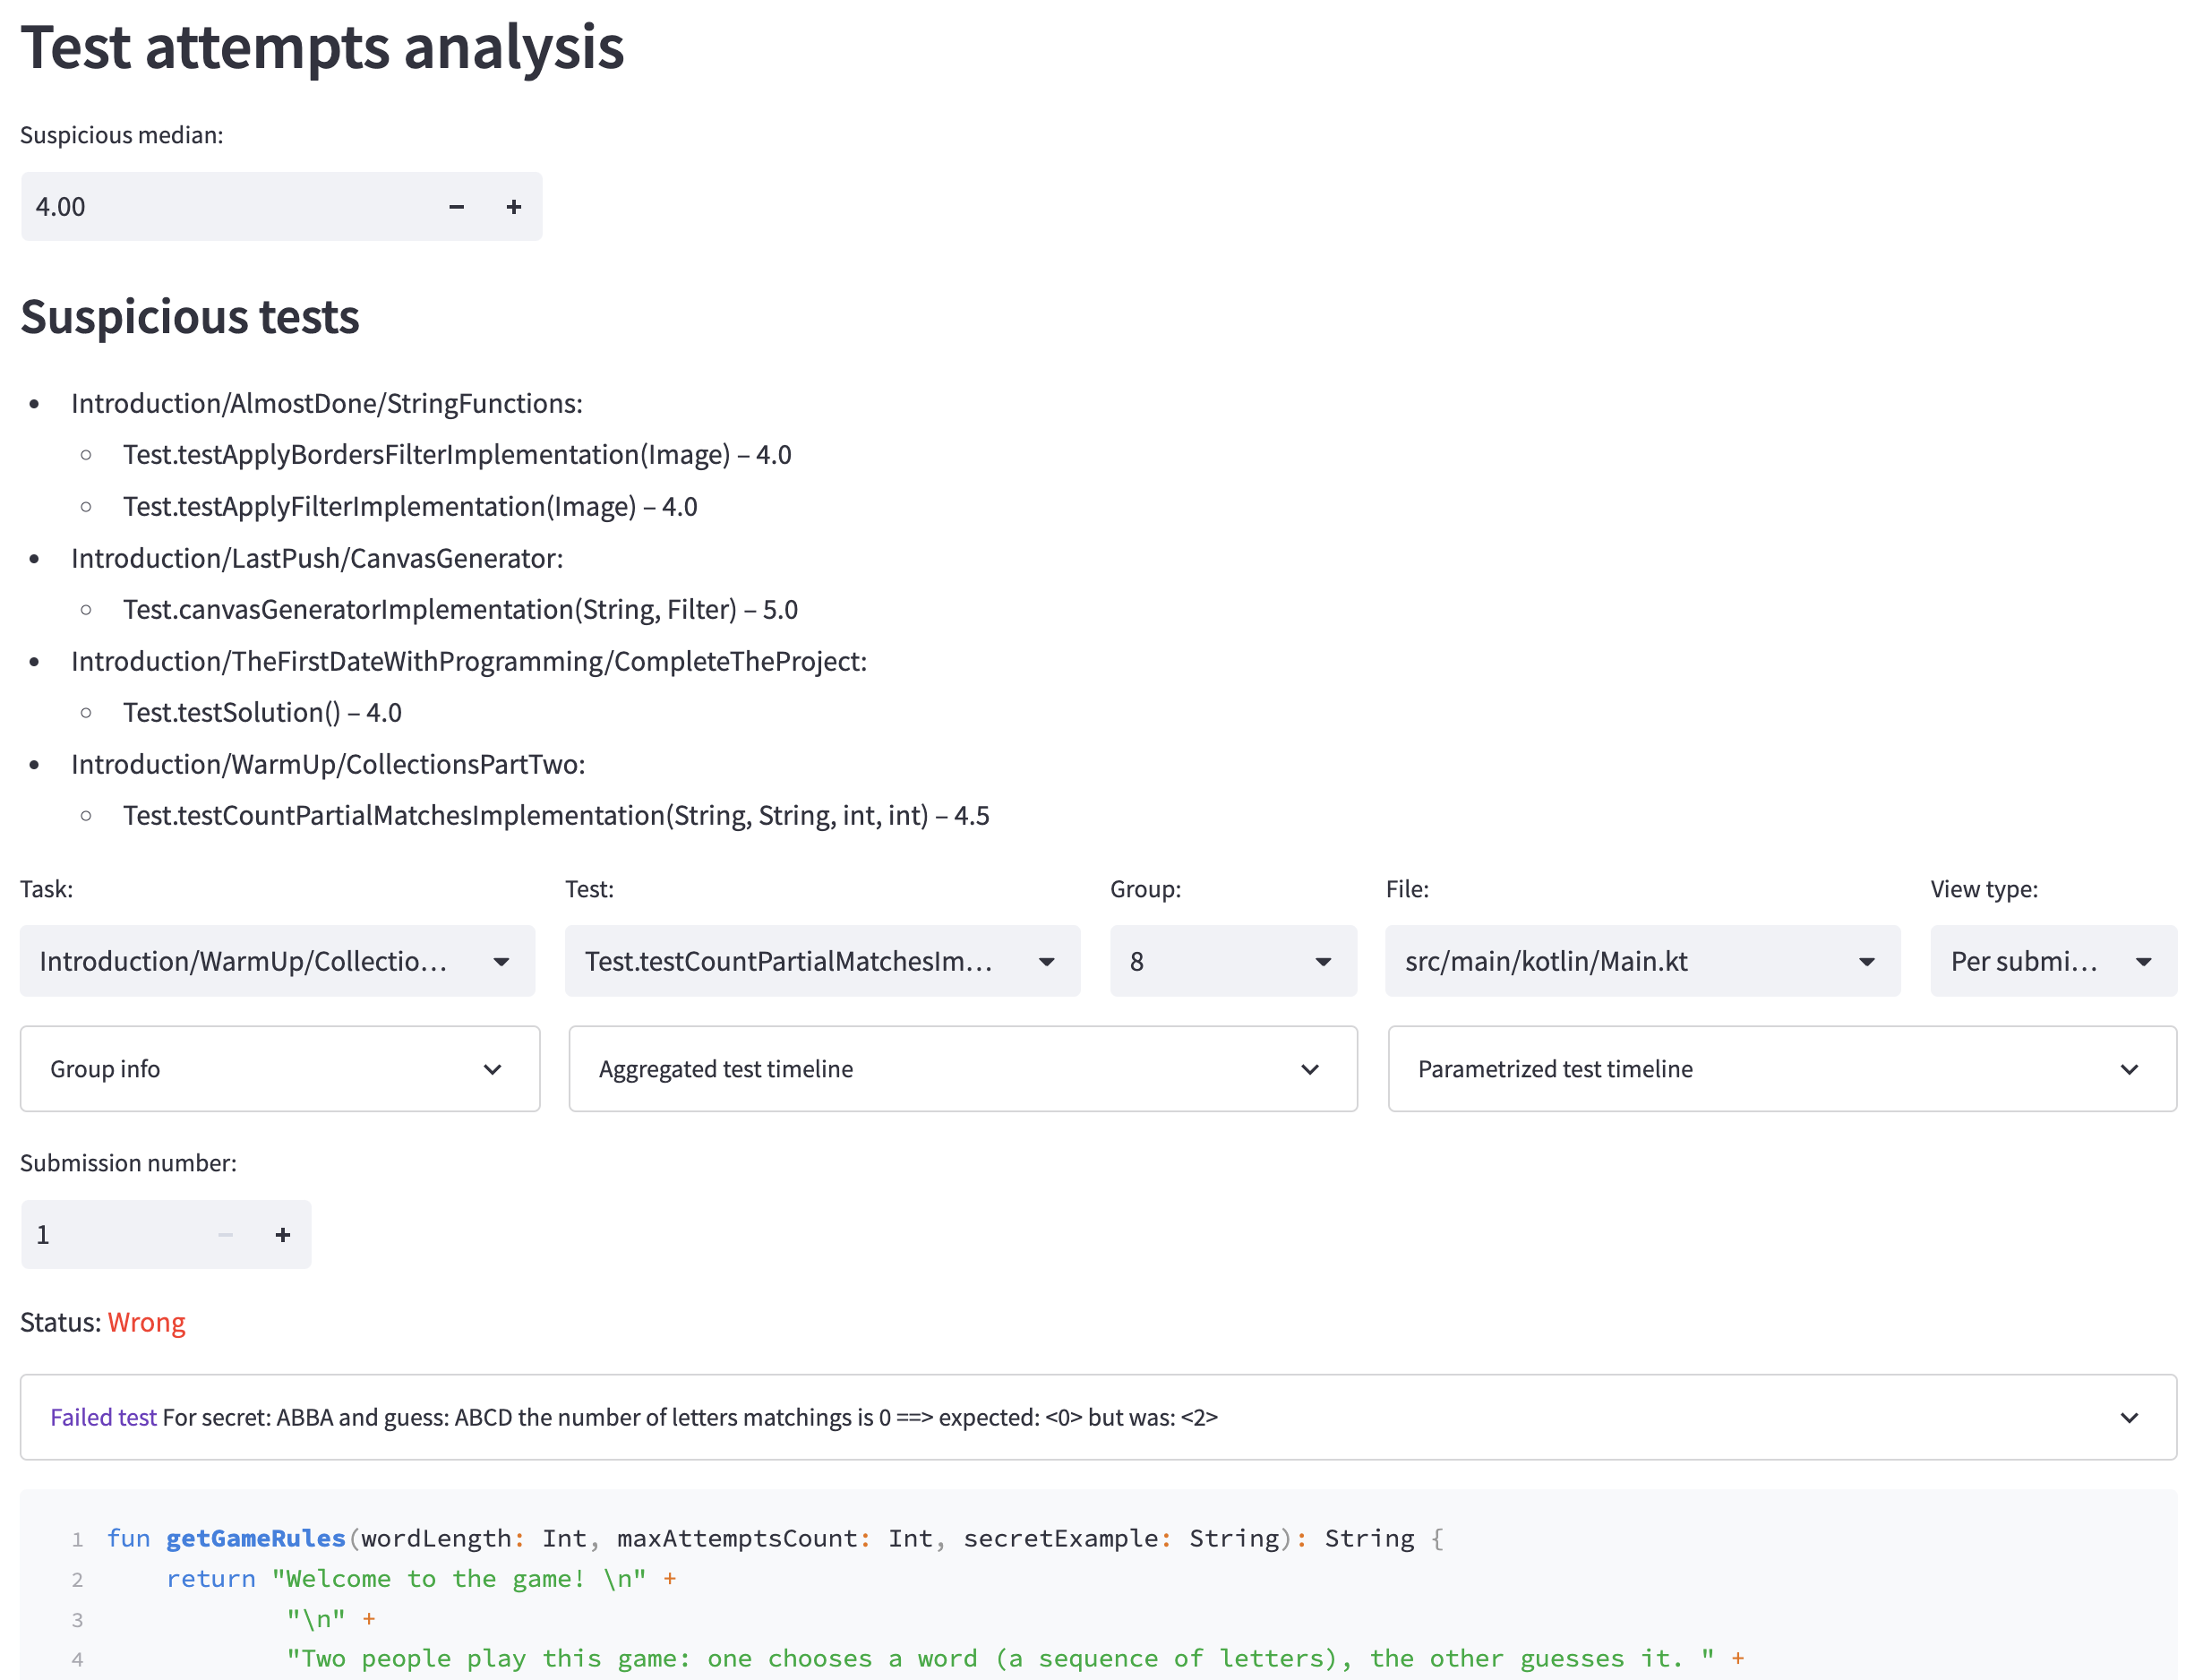 Test attempts analysis
Suspicious median:
4.00 − +
Suspicious tests
• Introduction/AlmostDone/StringFunctions:
○ Test.testApplyBordersFilterImplementation(Image) – 4.0
○ Test.testApplyFilterImplementation(Image) – 4.0
• Introduction/LastPush/CanvasGenerator:
○ Test.canvasGeneratorImplementation(String, Filter) – 5.0
• Introduction/TheFirstDateWithProgramming/CompleteTheProject:
○ Test.testSolution() – 4.0
• Introduction/WarmUp/CollectionsPartTwo:
○ Test.testCountPartialMatchesImplementation(String, String, int, int) – 4.5
Task: Test: Group: File: View type:
Introduction/WarmUp/Collectio... Test.testCountPartialMatchesIm... 8 src/main/kotlin/Main.kt Per submi...
Group info Aggregated test timeline Parametrized test timeline
Submission number:
1 − +
Status: Wrong
Failed test For secret: ABBA and guess: ABCD the number of letters matchings is 0 ==> expected: <0> but was: <2>
1 fun getGameRules(wordLength: Int, maxAttemptsCount: Int, secretExample: String): String {
2 return "Welcome to the game! \n" +
3 "\n" +
4 "Two people play this game: one chooses a word (a sequence of letters), the other guesses it. " +